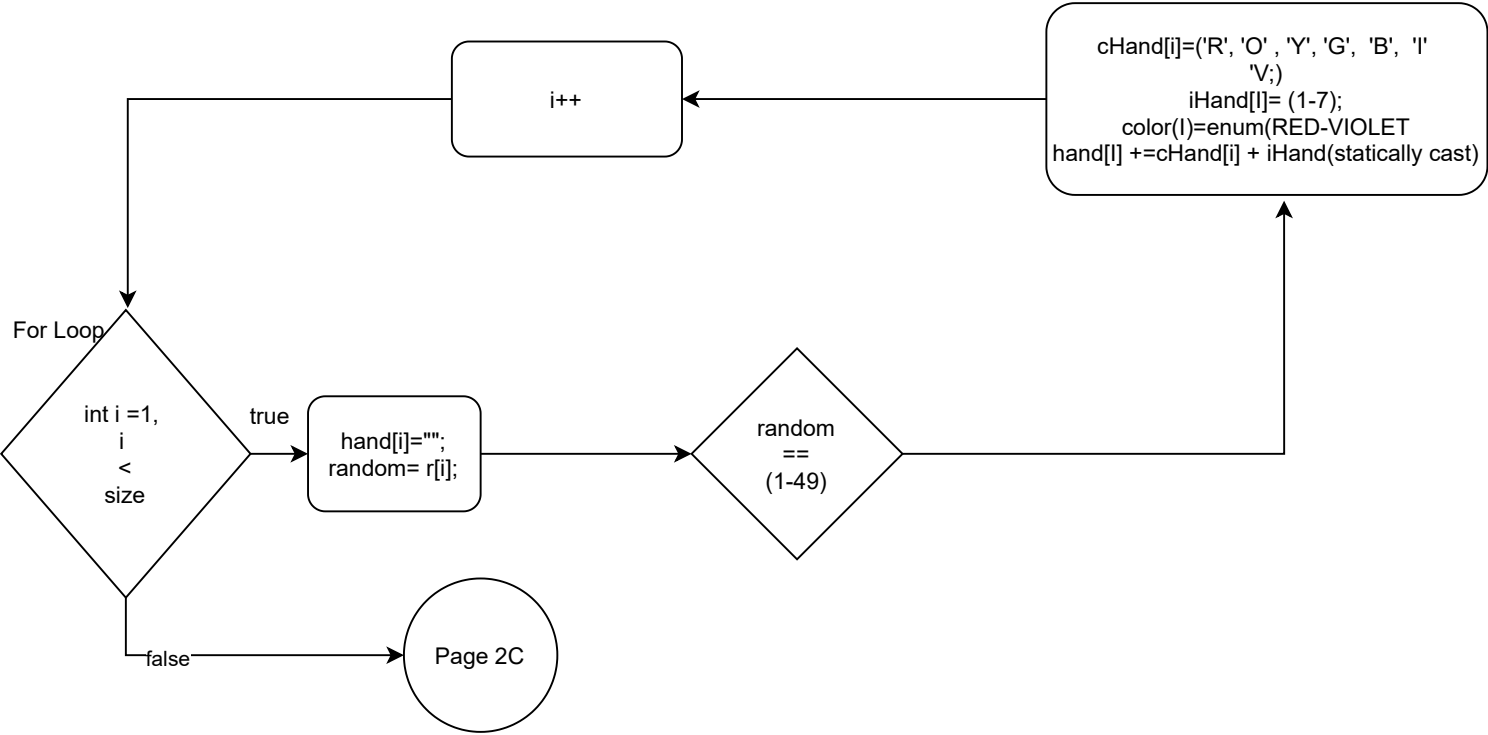 cHand[i]=('R', 'O' , 'Y', 'G',  'B',  'I'
'V;)
iHand[I]= (1-7);
color(I)=enum(RED-VIOLET
hand[I] +=cHand[i] + iHand(statically cast)
i++
For Loop
int i =1,
i
<
size
true
hand[i]="";
random= r[i];
random
==
(1-49)
false
Page 2C